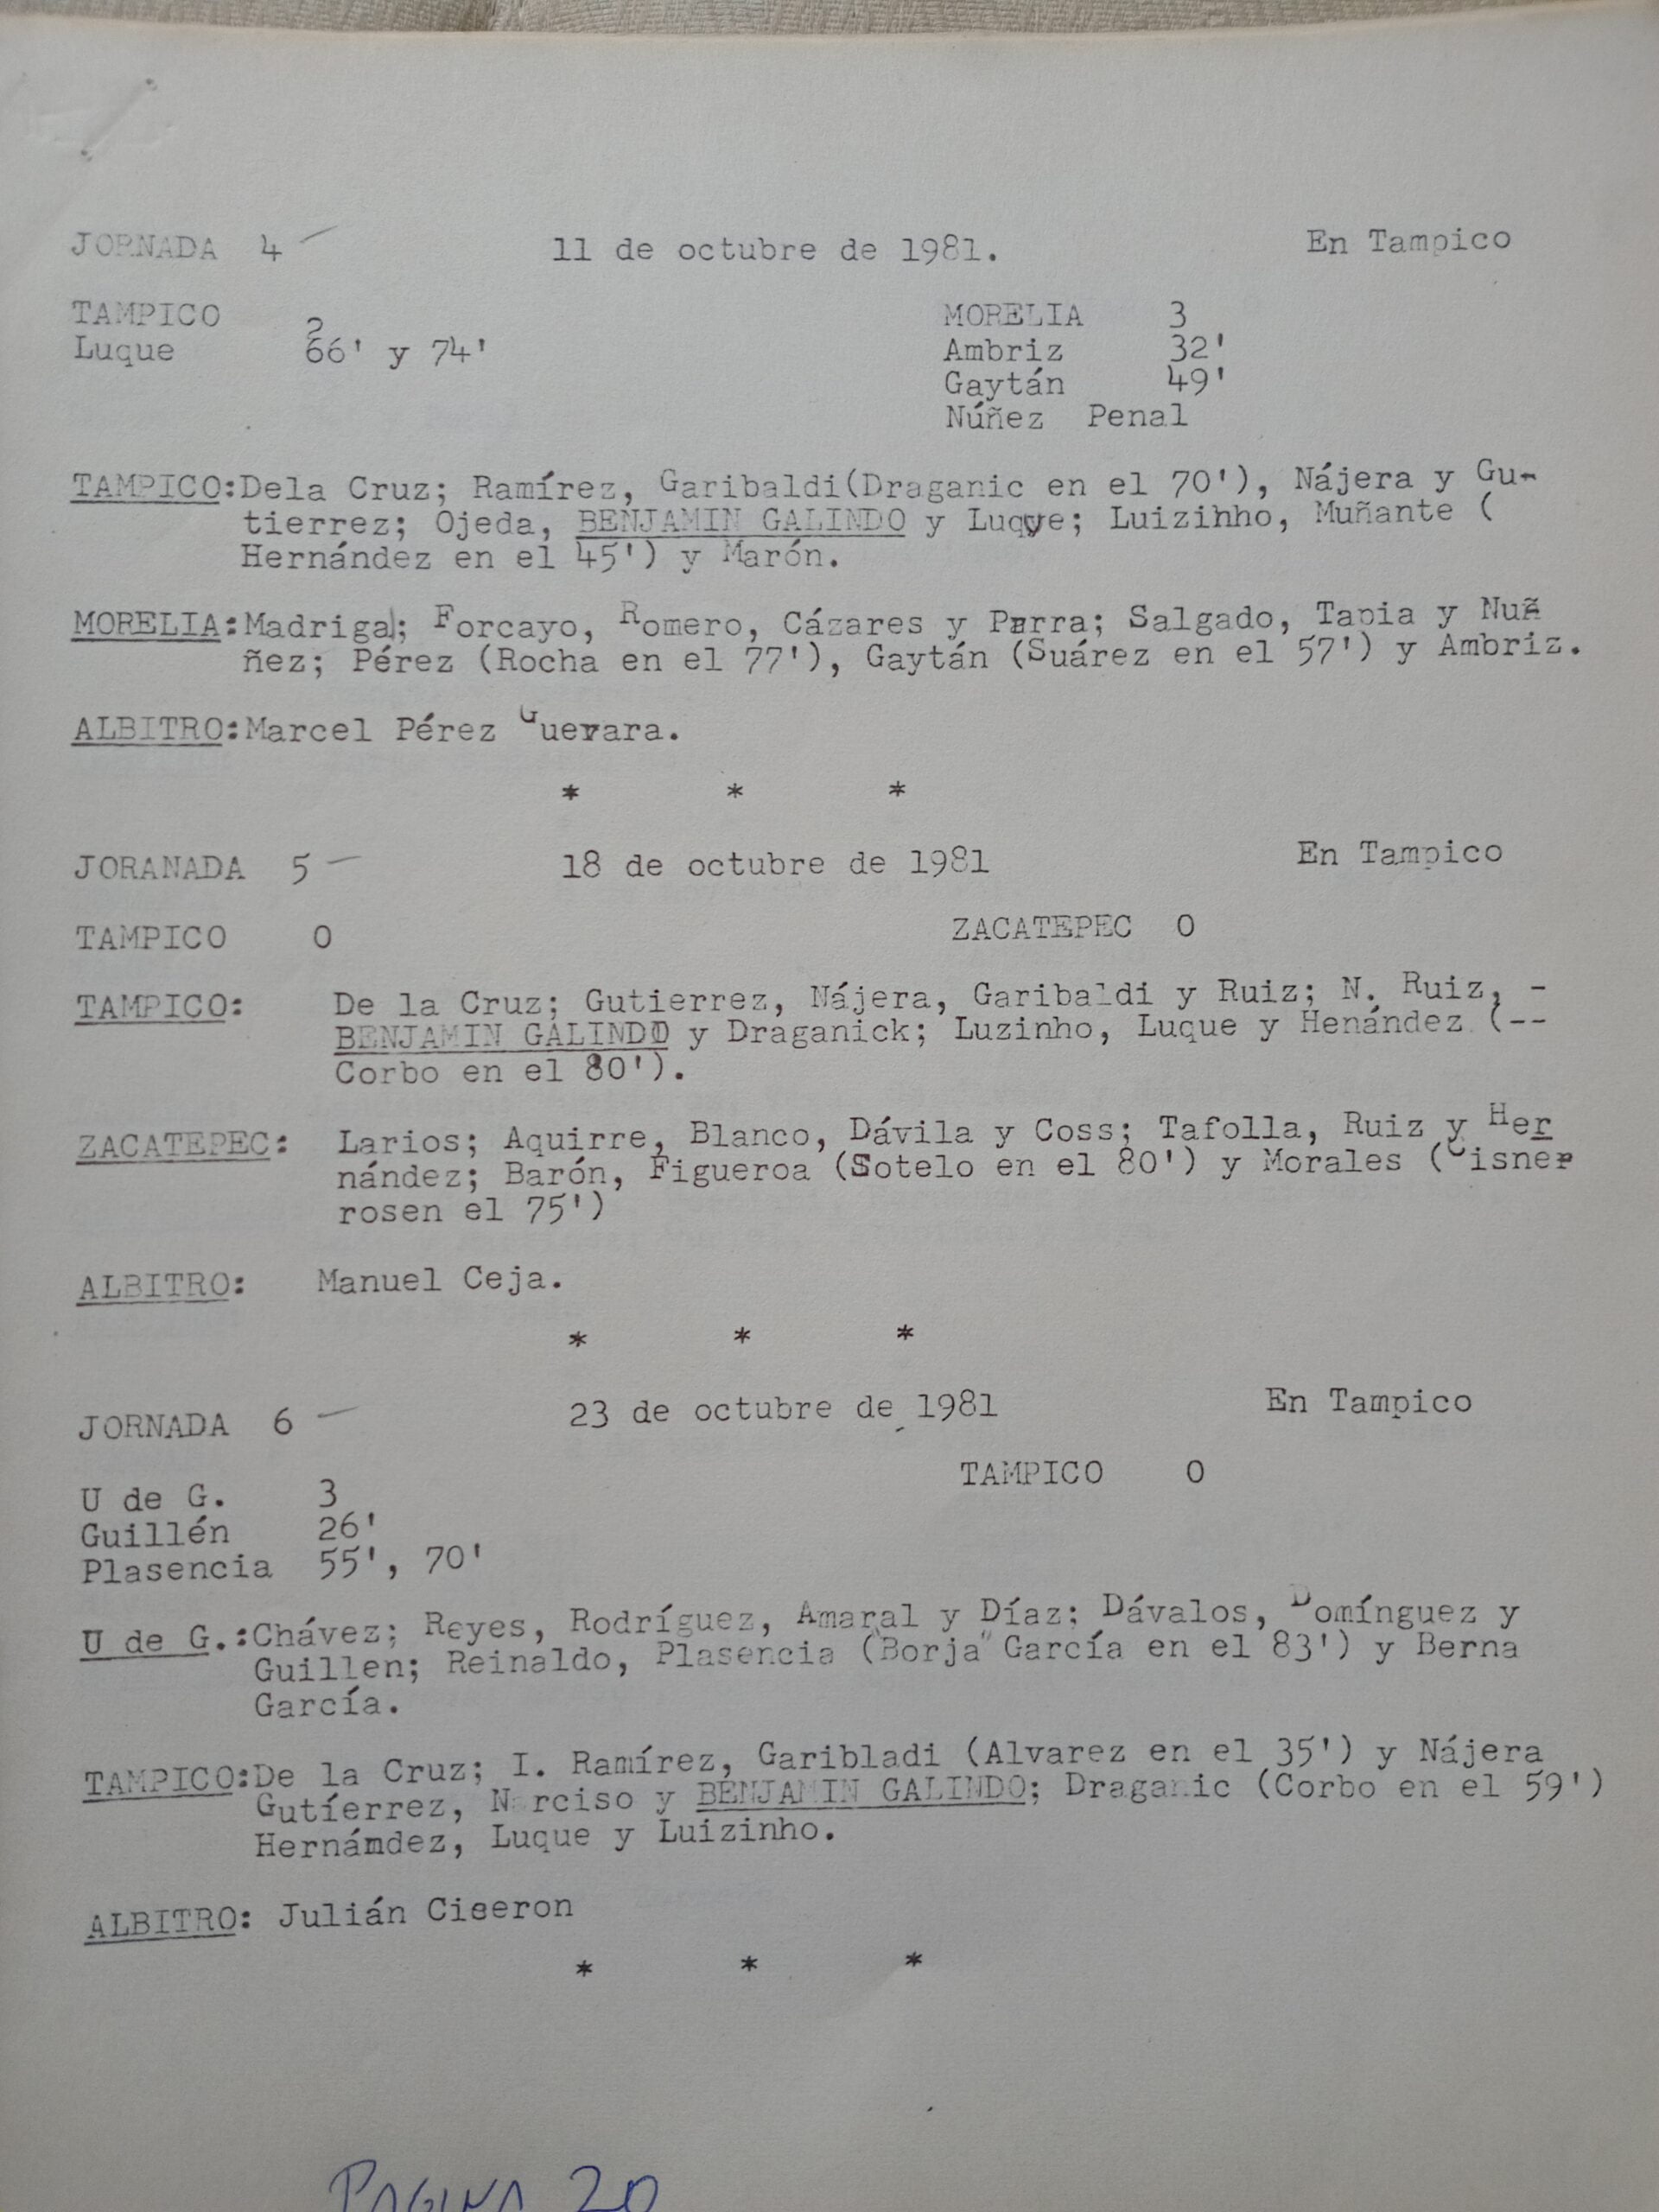 JORNADA 4 11 de octubre de 1981. En Tampico
TAMPICO 2 MORELIA 3
Luque 66' y 74' Ambriz 32'
Gaytán 49'
Núñez Penal
TAMPICO:Dela Cruz; Ramírez, Garibaldi(Draganic en el 70'), Nájera y Gu-
tierrez; Ojeda, BENJAMIN GALINDO y Luque; Luizihho, Muñante (
Hernández en el 45') y Marón.
MORELIA:Madrigal; Forcayo, Romero, Cázares y Parra; Salgado, Tapia y Nuñ
ñez; Pérez (Rocha en el 77'), Gaytán (Suárez en el 57') y Ambriz.
ALBITRO:Marcel Pérez Guevara.
* * *
JORANADA 5 18 de octubre de 1981 En Tampico
TAMPICO 0 ZACATEPEC 0
TAMPICO: De la Cruz; Gutierrez, Nájera, Garibaldi y Ruiz; N. Ruiz, -
BENJAMIN GALINDO y Draganick; Luzinho, Luque y Henández (--
Corbo en el 80').
ZACATEPEC: Larios; Aquirre, Blanco, Dávila y Coss; Tafolla, Ruiz y Her
nández; Barón, Figueroa (Sotelo en el 80') y Morales (Cisner
rosen el 75')
ALBITRO: Manuel Ceja.
* * *
JORNADA 6 23 de octubre de 1981 En Tampico
U de G. 3 TAMPICO 0
Guillén 26'
Plasencia 55', 70'
U de G.:Chávez; Reyes, Rodríguez, Amaral y Díaz; Dávalos, Domínguez y
Guillen; Reinaldo, Plasencia ("Borja" García en el 83') y Berna
García.
TAMPICO:De la Cruz; I. Ramírez, Garibladi (Alvarez en el 35') y Nájera
Gutíerrez, Narciso y BENJAMIN GALINDO; Draganic (Corbo en el 59')
Hernámdez, Luque y Luizinho.
ALBITRO: Julián Ciseron
* * *
PAGINA 20